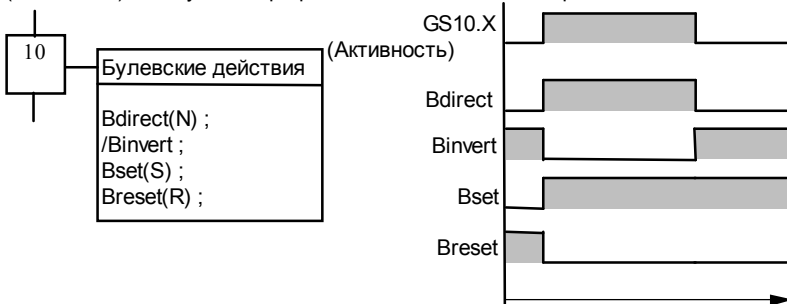 10
Булевские действия
Bdirect(N) ;
/Binvert ;
Bset(S) ;
Breset(R) ;
GS10.X
(Активность)
Bdirect
Binvert
Bset
Breset